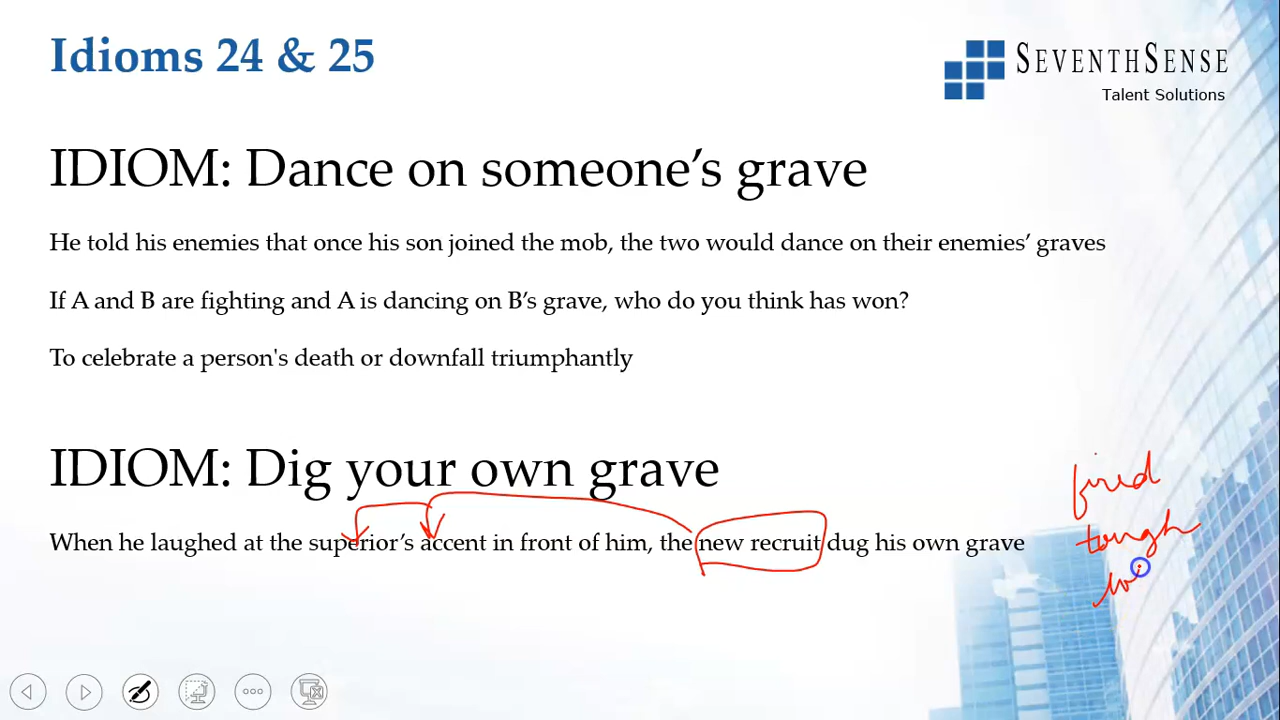 Idioms 24 & 25
SEVENTHSENSE
Talent Solutions
IDIOM: Dance on someone’s grave
He told his enemies that once his son joined the mob, the two would dance on their enemies’ graves
If A and B are fighting and A is dancing on B’s grave, who do you think has won?
To celebrate a person's death or downfall triumphantly
IDIOM: Dig your own grave
fired
When he laughed at the superior’s accent in front of him, the new recruit dug his own grave
tough